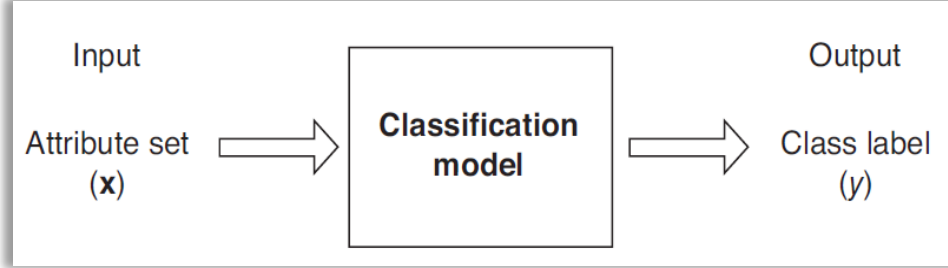 Input
Output
Attribute set
(x)
Classification
model
Class label
(y)